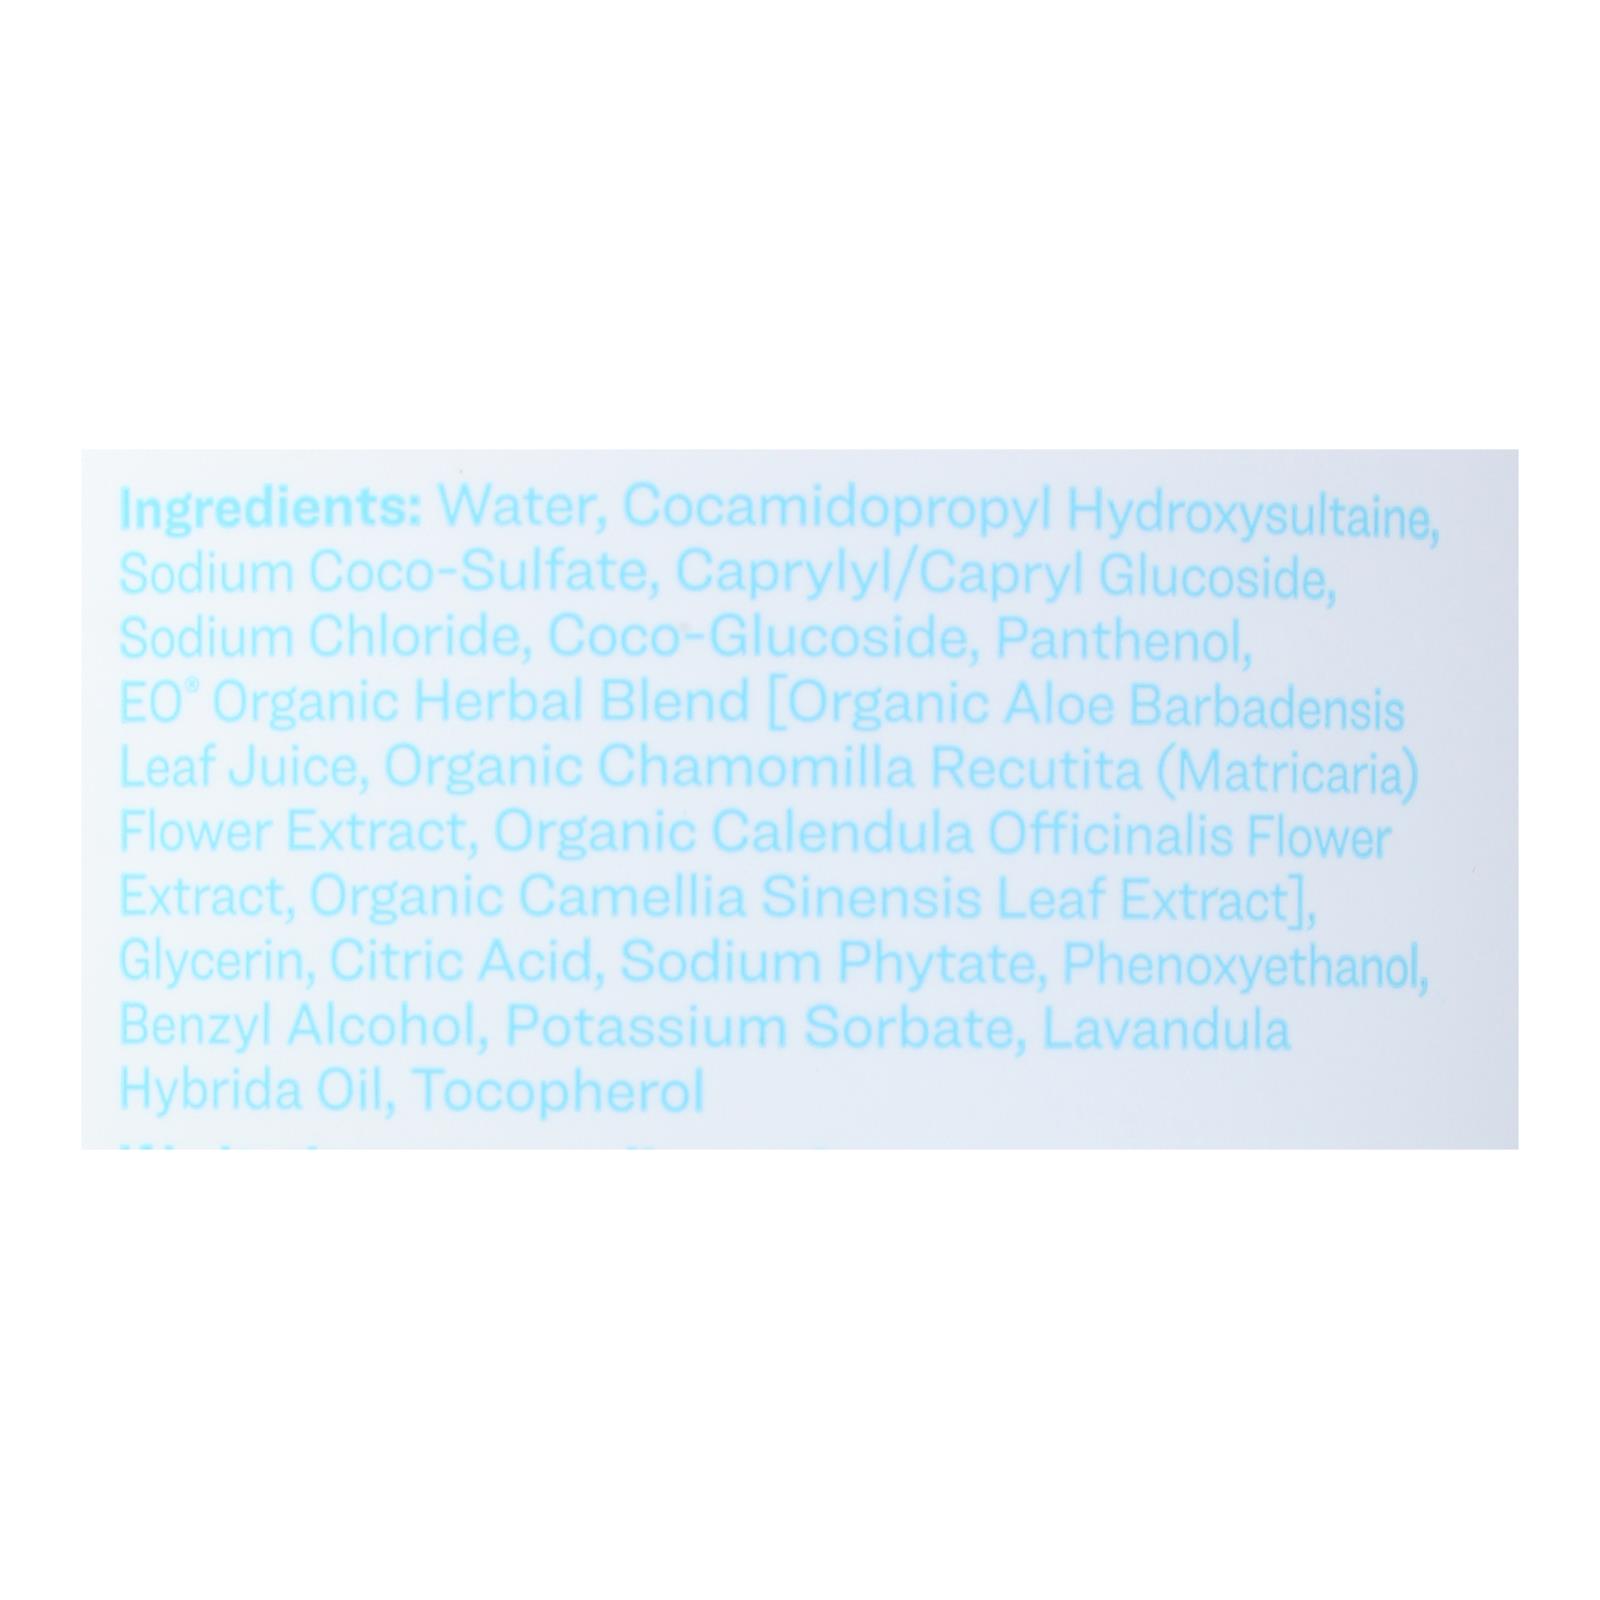 Ingredients: Water, Cocamidopropyl Hydroxysultaine,
Sodium Coco-Sulfate, Caprylyl/Capryl Glucoside,
Sodium Chloride, Coco-Glucoside, Panthenol,
EO® Organic Herbal Blend [Organic Aloe Barbadensis
Leaf Juice, Organic Chamomilla Recutita (Matricaria)
Flower Extract, Organic Calendula Officinalis Flower
Extract, Organic Camellia Sinensis Leaf Extract],
Glycerin, Citric Acid, Sodium Phytate, Phenoxyethanol,
Benzyl Alcohol, Potassium Sorbate, Lavandula
Hybrida Oil, Tocopherol